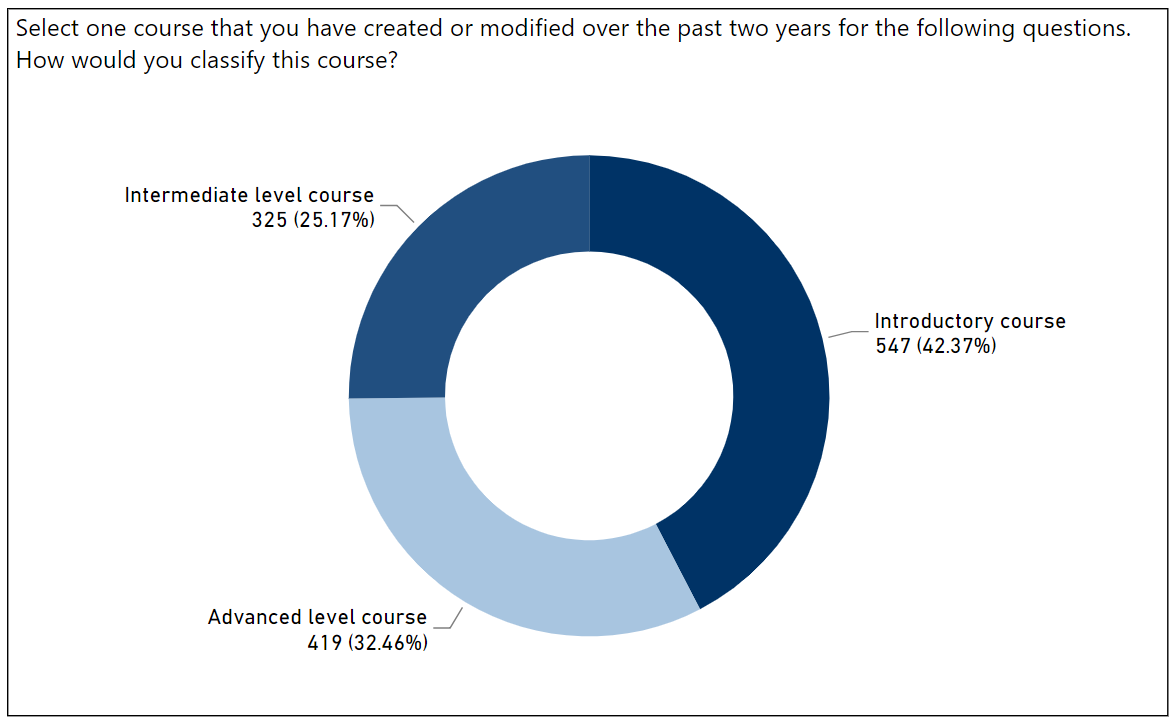 Select one course that you have created or modified over the past two years for the following questions.
How would you classify this course?
Intermediate level course
325 (25.17%)
Introductory course
547 (42.37%)
Advanced level course
419 (32.46%)